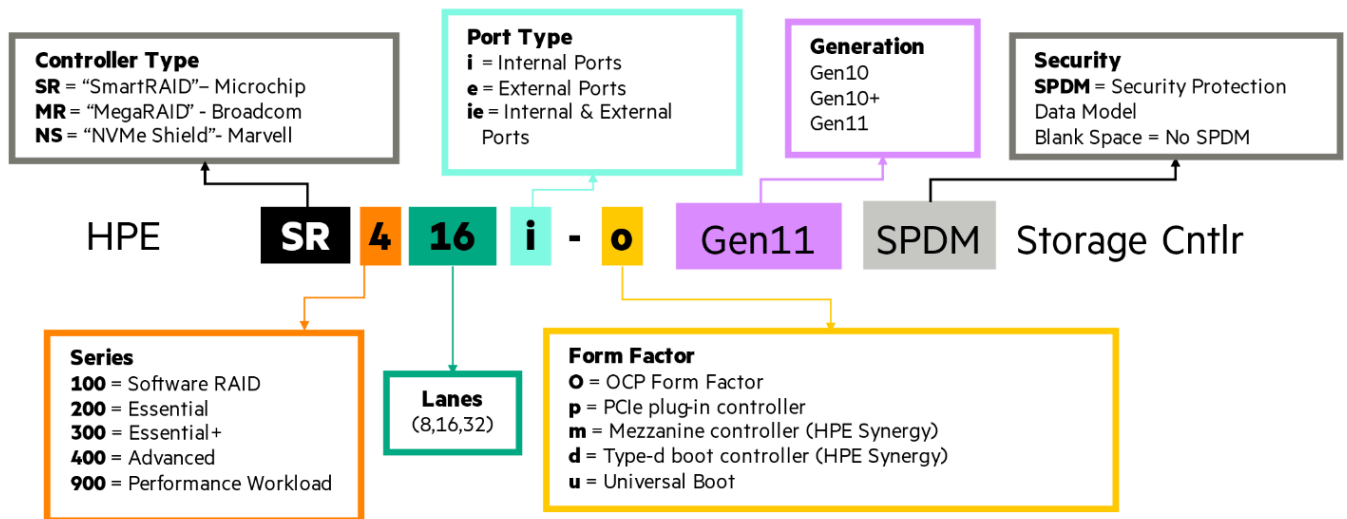 Controller Type
SR = “SmartRAID”– Microchip
MR = “MegaRAID” - Broadcom
NS = “NVMe Shield”- Marvell
Port Type
i = Internal Ports
e = External Ports
ie = Internal & External
Ports
Generation
Gen10
Gen10+
Gen11
Security
SPDM = Security Protection
Data Model
Blank Space = No SPDM
HPE SR 4 16 i - o Gen11 SPDM Storage Cntlr
Series
100 = Software RAID
200 = Essential
300 = Essential+
400 = Advanced
900 = Performance Workload
Lanes
(8,16,32)
Form Factor
O = OCP Form Factor
p = PCIe plug-in controller
m = Mezzanine controller (HPE Synergy)
d = Type-d boot controller (HPE Synergy)
u = Universal Boot